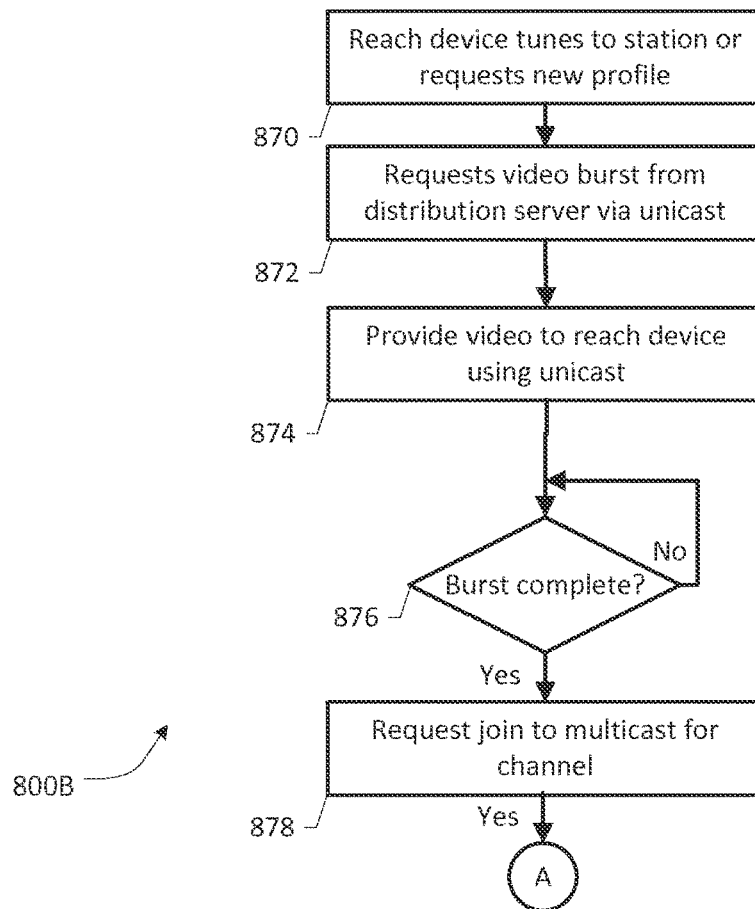 Reach device tunes to station or
requests new profile
870
Requests video burst from
distribution server via unicast
872
Provide video to reach device
using unicast
874
No
Burst complete?
876
Yes
Request join to multicast for
channel
800B
878
Yes
A